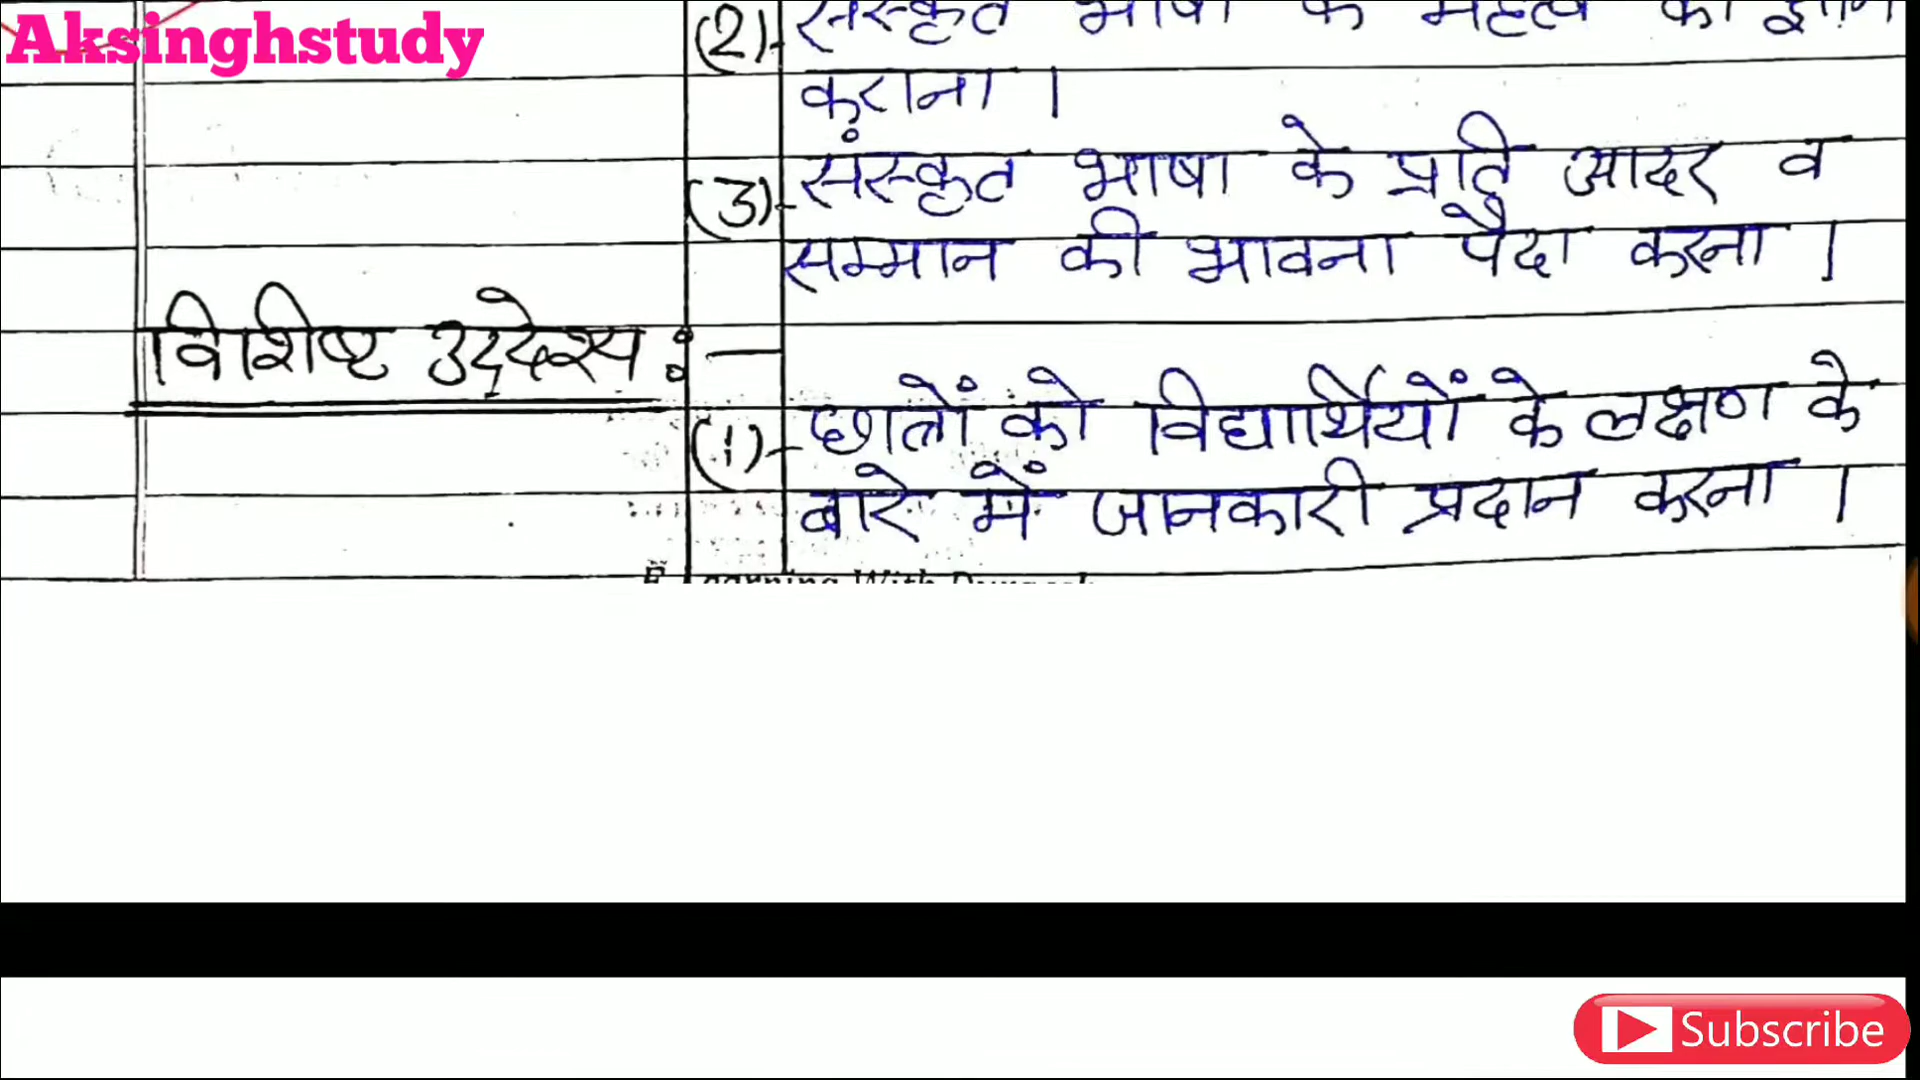 Aksinghstudy
(2)- संस्कृत भाषा के महत्व का ज्ञान
कराना ।
(3)- संस्कृत भाषा के प्रति आदर व
सम्मान की भावना पैदा करना ।
विशिष्ट उद्देश्य :—
(1)- छात्रों को विद्यार्थियों के लक्षण के
बारे में जानकारी प्रदान करना ।
Subscribe